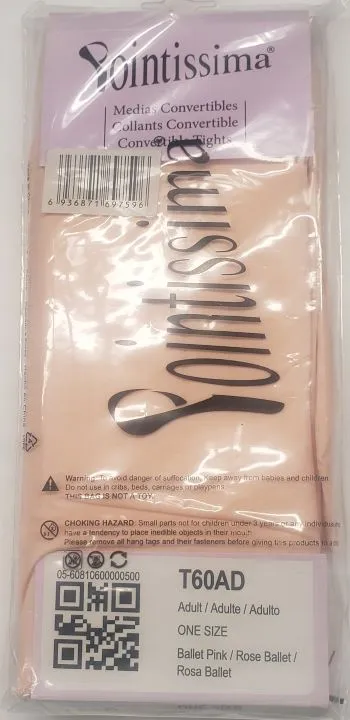 Pointissima®
Medias Convertibles
Collants Convertible
Convertible Tights
6 936871 697596
Pointissima
Warning: To avoid danger of suffocation, Keep away from babies and children.
Do not use in cribs, beds, carriages or playpens.
THIS BAG IS NOT A TOY.
CHOKING HAZARD Small parts not for children under 3 years or any individuals
have a tendency to place inedible objects in their mouth.
Please remove all hang tags and their fasteners before giving this products to
05-60810600000500
T60AD
Adult / Adulte / Adulto
ONE SIZE
Ballet Pink / Rose Ballet /
Rosa Ballet